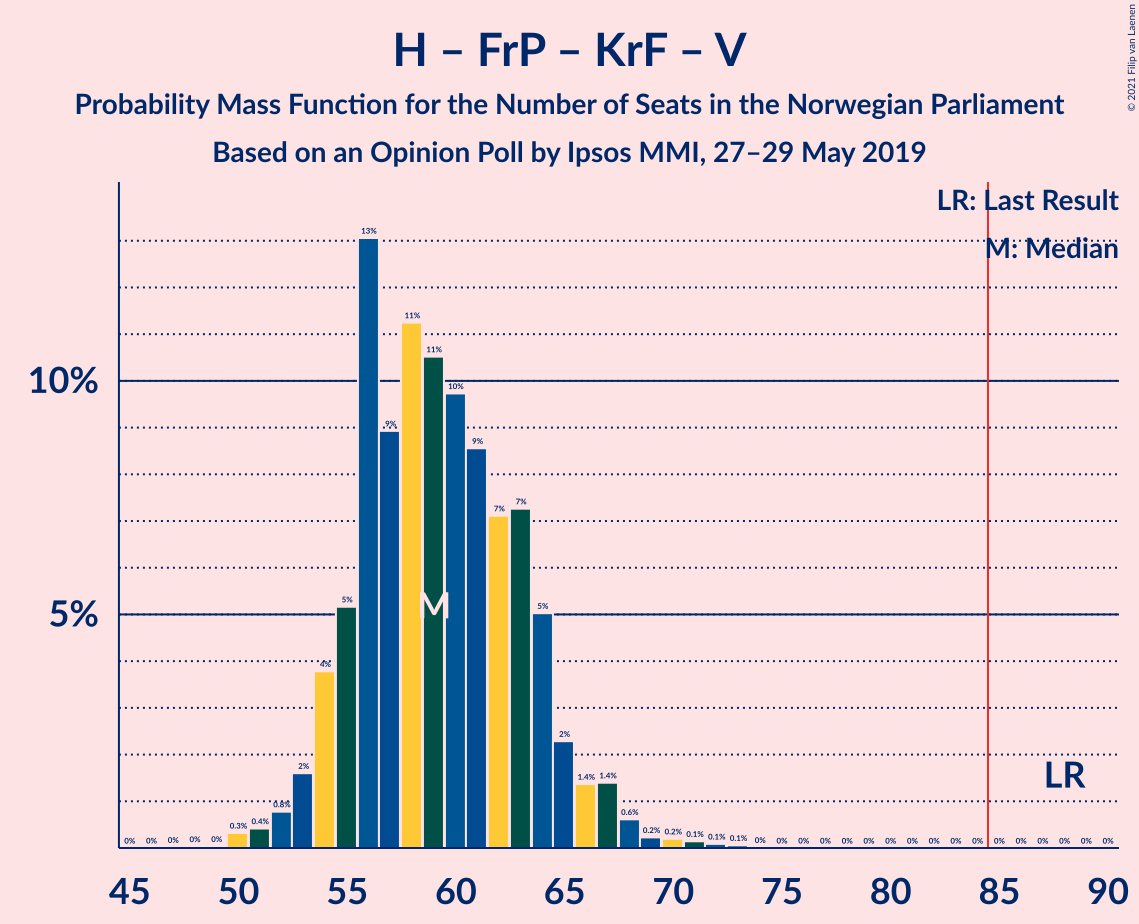 H – FrP – KrF – V
Probability Mass Function for the Number of Seats in the Norwegian Parliament
Based on an Opinion Poll by Ipsos MMI, 27–29 May 2019
© 2021 Filip van Laenen
LR: Last Result
M: Median
10%
5%
0% 0% 0% 0% 0% 0.3% 0.4% 0.8% 2% 4% 5% 13% 9% 11% 11% 10% 9% 7% 7% 5% 2% 1.4% 1.4% 0.6% 0.2% 0.2% 0.1% 0.1% 0.1% 0% 0% 0% 0% 0% 0% 0% 0% 0% 0% 0% 0% 0% 0% 0% 0% 0%
M
LR
45 50 55 60 65 70 75 80 85 90